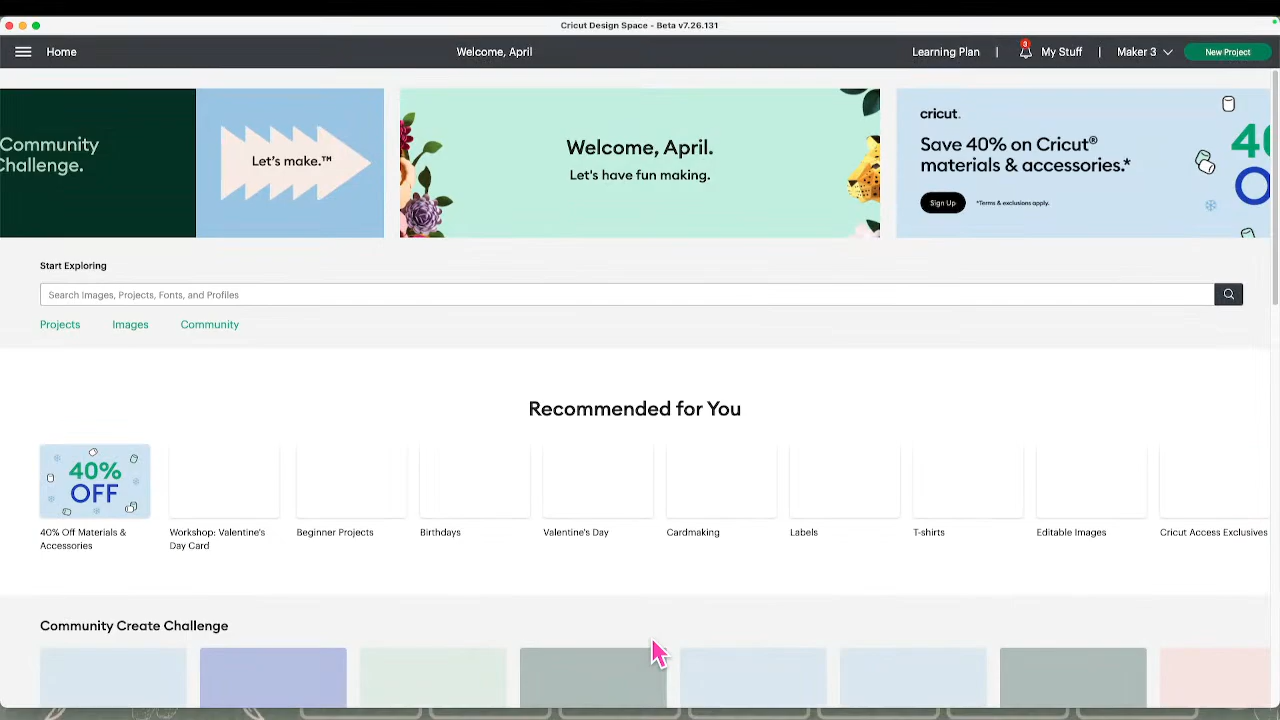 Cricut Design Space - Beta v7.26.131
Home
Welcome, April
Learning Plan | 3 My Stuff | Maker 3 New Project
Community
Challenge.
Let's make.™
Welcome, April.
Let's have fun making.
cricut.
Save 40% on Cricut®
materials & accessories.*
Sign Up *Terms & exclusions apply.
40
O
Start Exploring
Search Images, Projects, Fonts, and Profiles
Projects Images Community
Recommended for You
40%
OFF
40% Off Materials &
Accessories
Workshop: Valentine's
Day Card
Beginner Projects
Birthdays
Valentine's Day
Cardmaking
Labels
T-shirts
Editable Images
Cricut Access Exclusives
Community Create Challenge